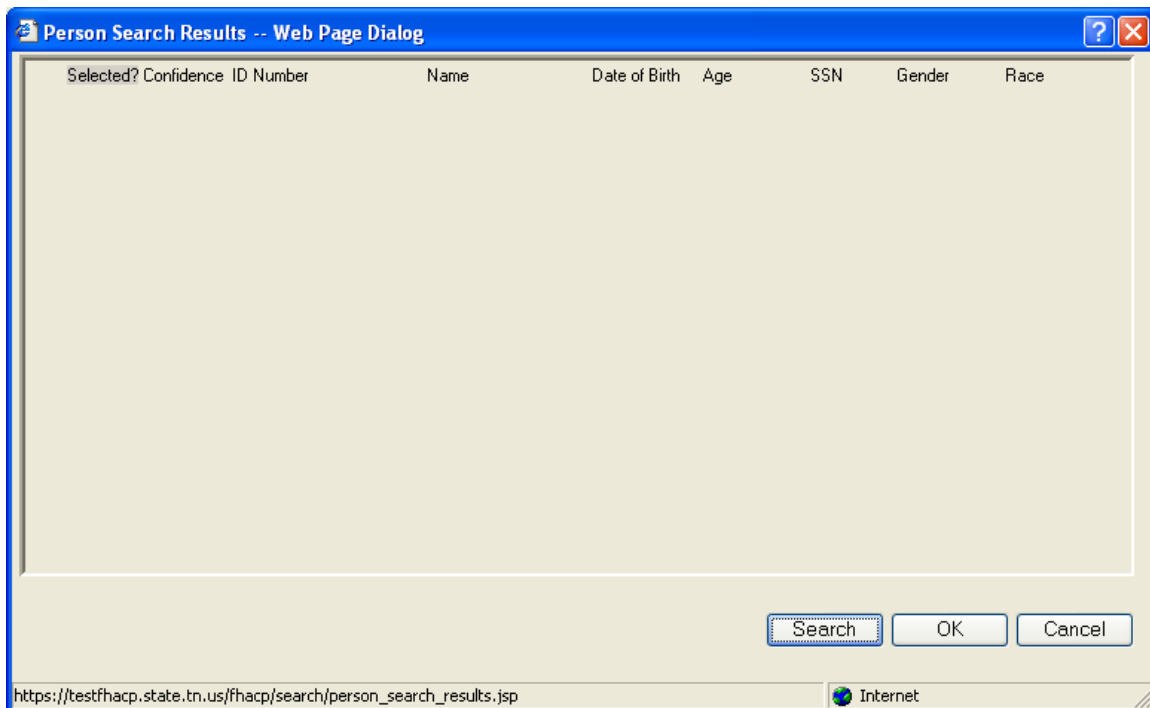 Person Search Results -- Web Page Dialog
Selected? Confidence ID Number Name Date of Birth Age SSN Gender Race
Search OK Cancel
https://testfhacp.state.tn.us/fhacp/search/person_search_results.jsp Internet